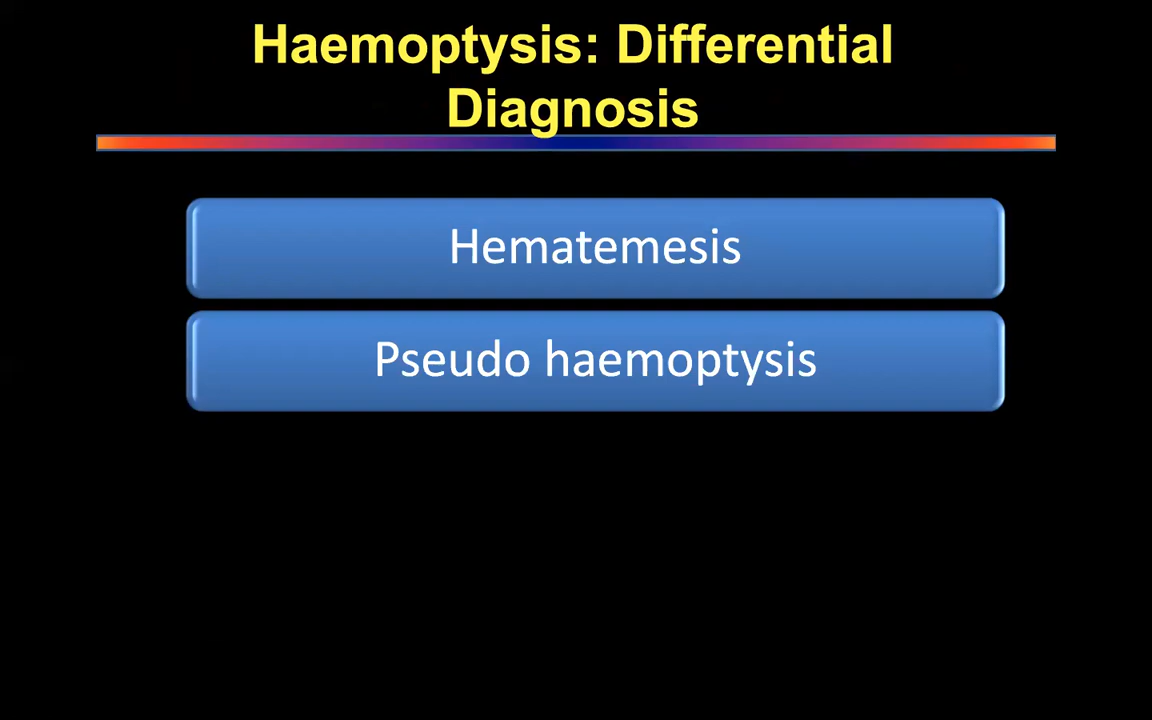 Haemoptysis: Differential
Diagnosis
Hematemesis
Pseudo haemoptysis